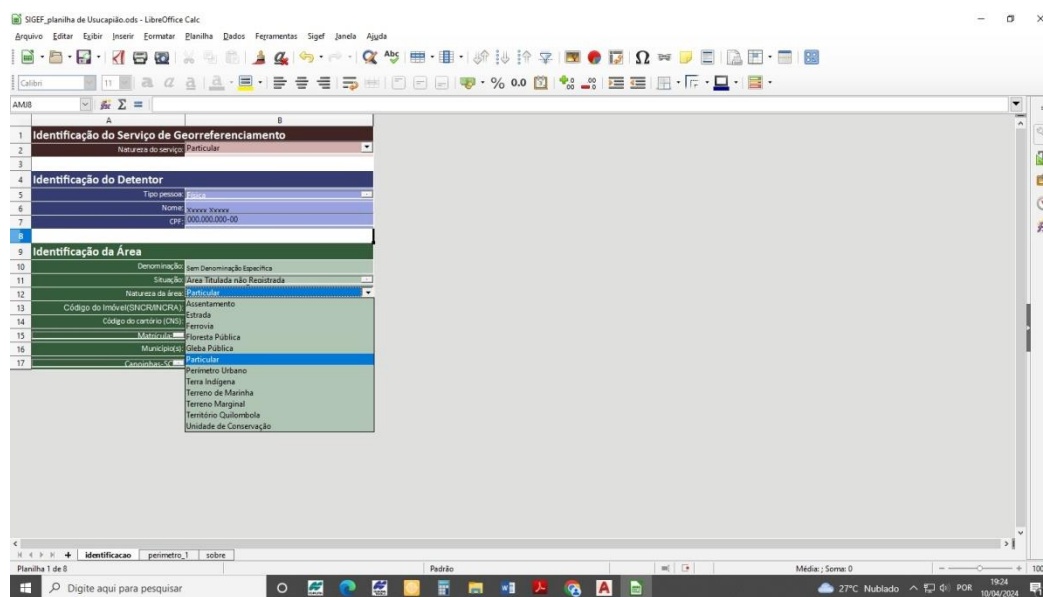 SIGEF_planilha de Usucapião.ods - LibreOffice Calc
Arquivo Editar Exibir Inserir Formatar Planilha Dados Ferramentas Sigef Janela Ajuda
Calibri 11 % 0.0
AMJ8 Σ =
A B
1 Identificação do Serviço de Georreferenciamento
2 Natureza do serviço: Particular
3
4 Identificação do Detentor
5 Tipo pessoa: Física
6 Nome: Xxxxx Xxxxx
7 CPF: 000.000.000-00
8
9 Identificação da Área
10 Denominação: Sem Denominação Específica
11 Situação: Área Titulada não Registrada
12 Natureza da área: Particular
13 Código do Imóvel(SNCR/INCRA): Assentamento
14 Código do cartório (CNS): Estrada
Ferrovia
15 Matrícula: Floresta Pública
16 Município(s): Gleba Pública
17 Canoinhas-SC Particular
Perímetro Urbano
Terra Indígena
Terreno de Marinha
Terreno Marginal
Território Quilombola
Unidade de Conservação
identificacao perimetro_1 sobre
Planilha 1 de 8 Padrão Média: ; Soma: 0 100
Digite aqui para pesquisar 27°C Nublado POR 19:24
10/04/2024